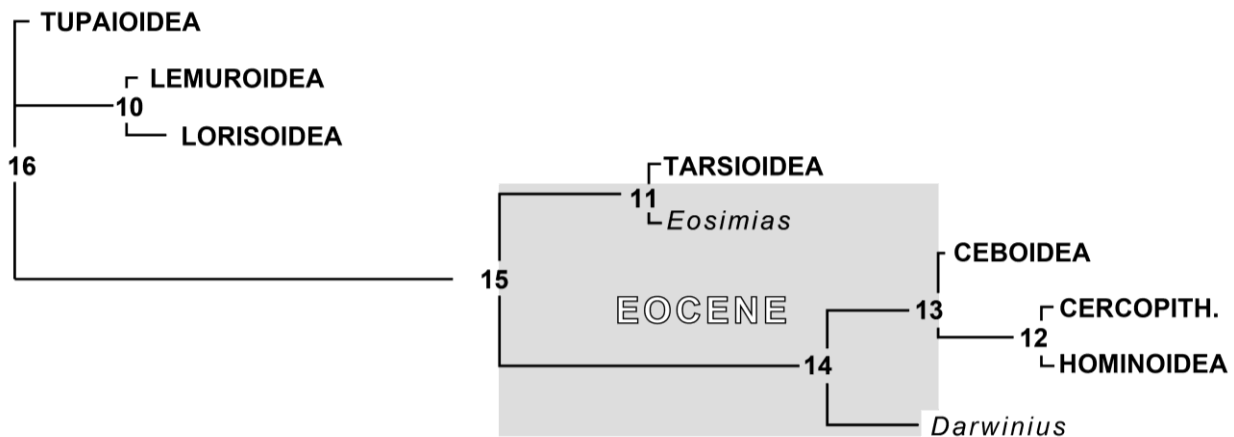 TUPAIOIDEA
LEMUROIDEA
10
LORISOIDEA
16
TARSIOIDEA
11
Eosimias
CEBOIDEA
15
EOCENE
13
CERCOPITH.
12
14
HOMINOIDEA
Darwinius